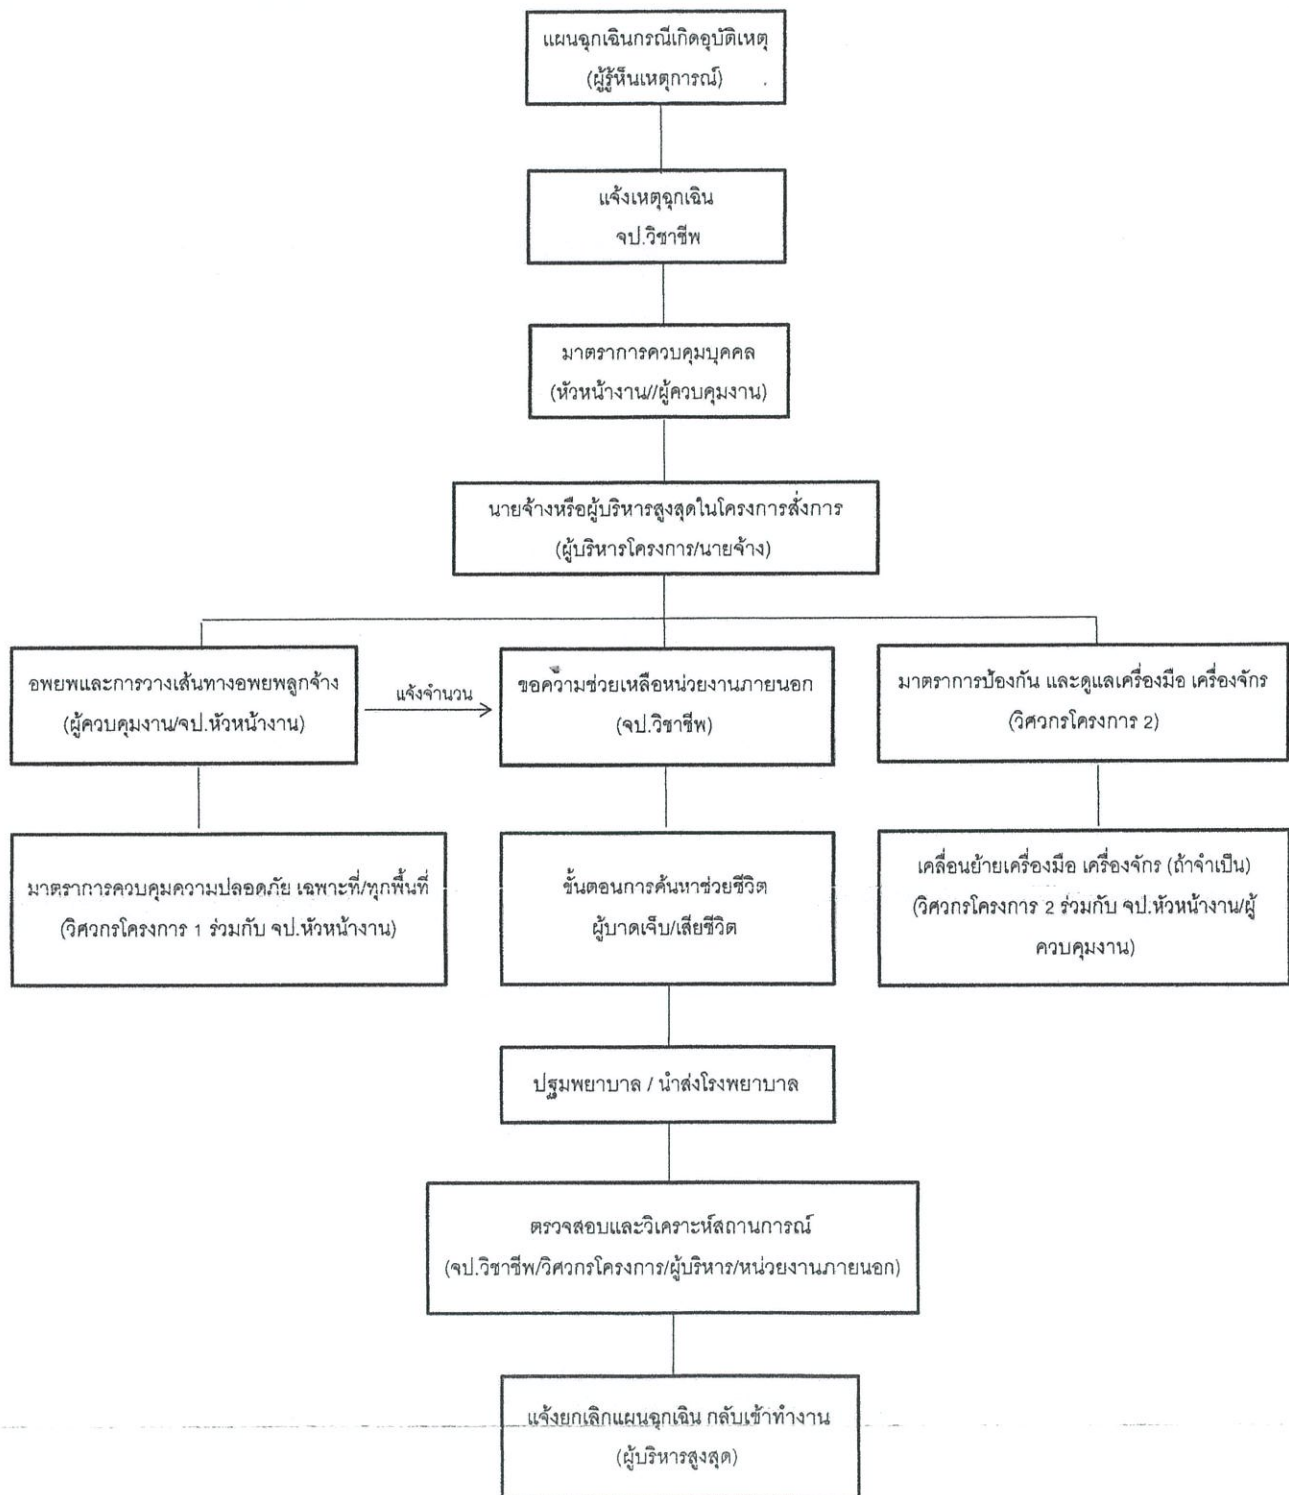 แผนฉุกเฉินกรณีเกิดอุบัติเหตุ
(ผู้รู้ห็นเหตุการณ์)
แจ้งเหตุฉุกเฉิน
จป.วิชาชีพ
มาตราการควบคุมบุคคล
(หัวหน้างาน//ผู้ควบคุมงาน)
นายจ้างหรือผู้บริหารสูงสุดในโครงการสั่งการ
(ผู้บริหารโครงการ/นายจ้าง)
อพยพและการวางเส้นทางอพยพลูกจ้าง
(ผู้ควบคุมงาน/จป.หัวหน้างาน)
แจ้งจำนวน
ขอความช่วยเหลือหน่วยงานภายนอก
(จป.วิชาชีพ)
มาตราการป้องกัน และดูแลเครื่องมือ เครื่องจักร
(วิศวกรโครงการ 2)
มาตราการควบคุมความปลอดภัย เฉพาะที่/ทุกพื้นที่
(วิศวกรโครงการ 1 ร่วมกับ จป.หัวหน้างาน)
ขั้นตอนการค้นหาช่วยชีวิต
ผู้บาดเจ็บ/เสียชีวิต
เคลื่อนย้ายเครื่องมือ เครื่องจักร (ถ้าจำเป็น)
(วิศวกรโครงการ 2 ร่วมกับ จป.หัวหน้างาน/ผู้
ควบคุมงาน)
ปฐมพยาบาล / นำส่งโรงพยาบาล
ตรวจสอบและวิเคราะห์สถานการณ์
(จป.วิชาชีพ/วิศวกรโครงการ/ผู้บริหาร/หน่วยงานภายนอก)
แจ้งยกเลิกแผนฉุกเฉิน กลับเข้าทำงาน
(ผู้บริหารสูงสุด)